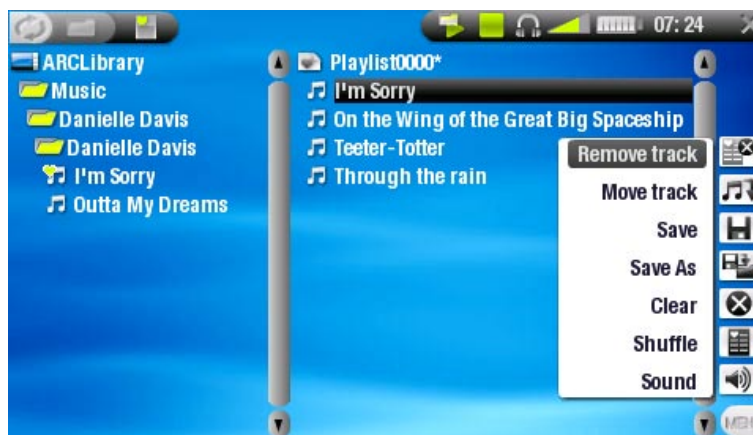 07:24
ARCLibrary
Music
Danielle Davis
Danielle Davis
I'm Sorry
Outta My Dreams
Playlist0000*
I'm Sorry
On the Wing of the Great Big Spaceship
Teeter-Totter
Through the rain
Remove track
Move track
Save
Save As
Clear
Shuffle
Sound